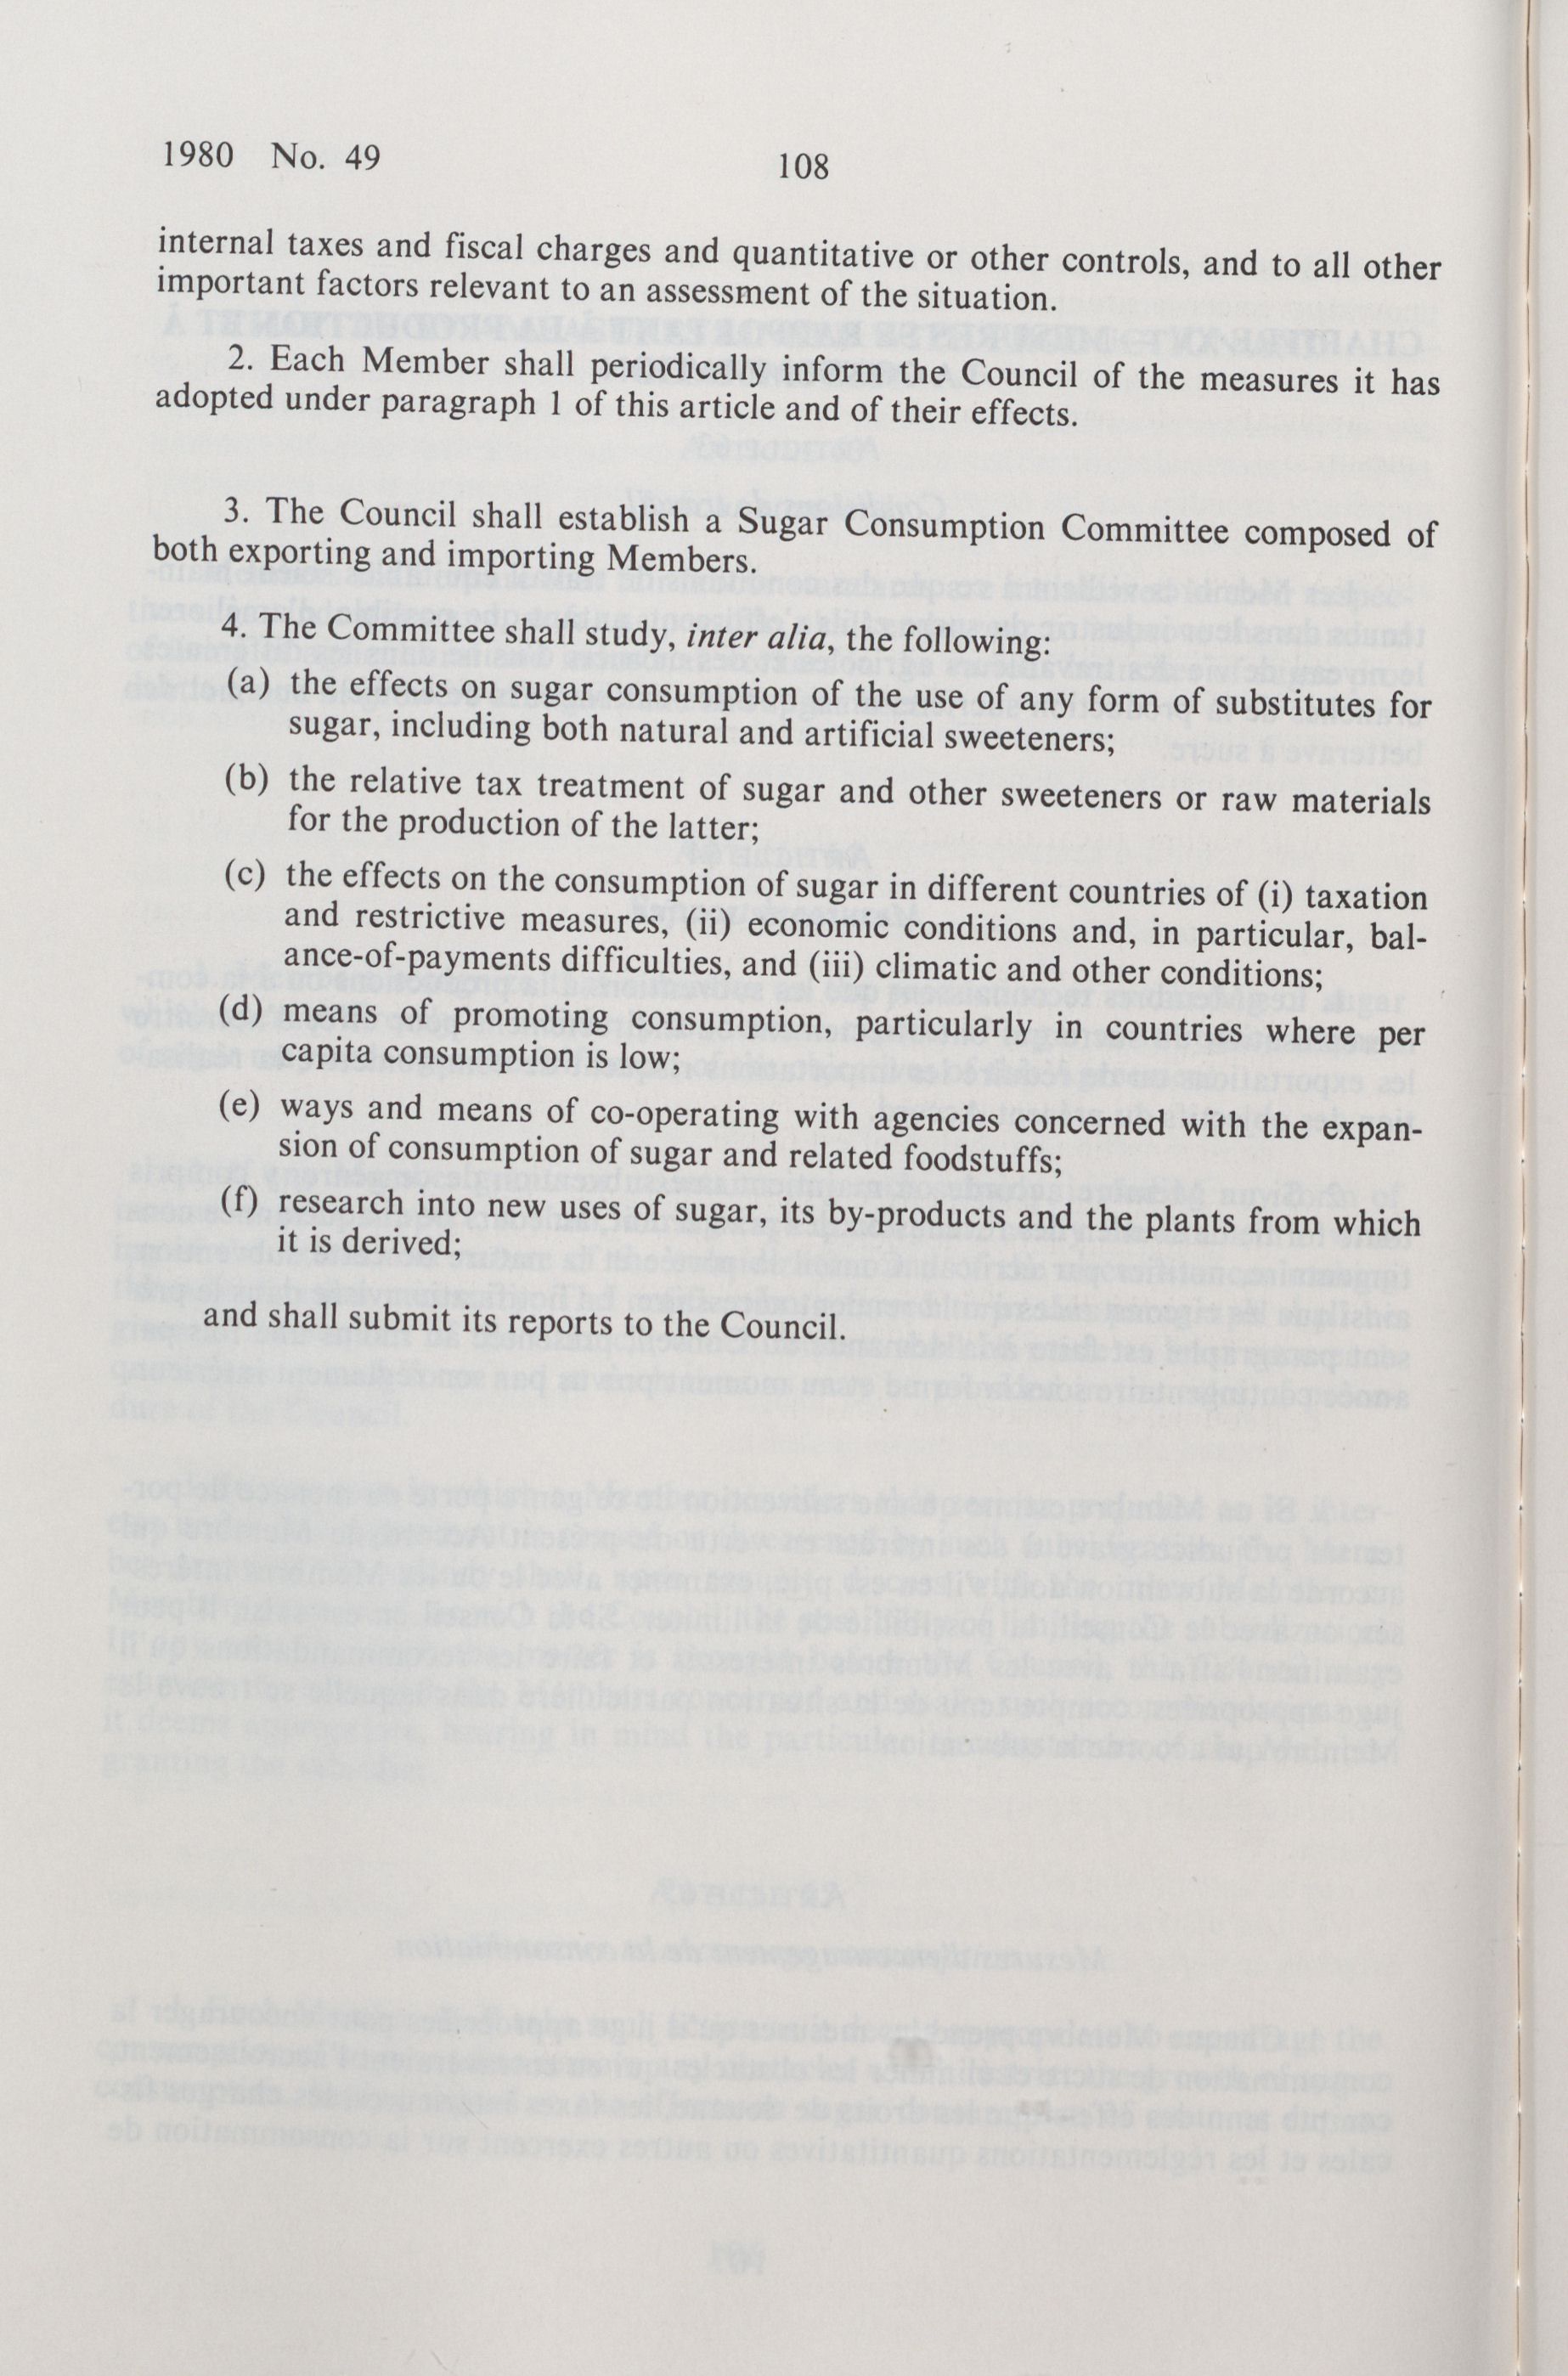 1980 No. 49
108
internal taxes and fiscal charges and quantitative or other controls, and to all other
important factors relevant to an assessment of the situation.
2. Each Member shall periodically inform the Council of the measures it has
adopted under paragraph 1 of this article and of their effects.
3. The Council shall establish a Sugar Consumption Committee composed of
both exporting and importing Members.
4. The Committee shall study, inter alia, the following:
(a) the effects on sugar consumption of the use of any form of substitutes for
sugar, including both natural and artificial sweeteners;
(b) the relative tax treatment of sugar and other sweeteners or raw materials
for the production of the latter;
(c) the effects on the consumption of sugar in different countries of (i) taxation
and restrictive measures, (ii) economic conditions and, in particular, bal-
ance-of-payments difficulties, and (iii) climatic and other conditions;
(d) means of promoting consumption, particularly in countries where per
capita consumption is low;
(e) ways and means of co-operating with agencies concerned with the expan-
sion of consumption of sugar and related foodstuffs;
(f) research into new uses of sugar, its by-products and the plants from which
it is derived;
and shall submit its reports to the Council.